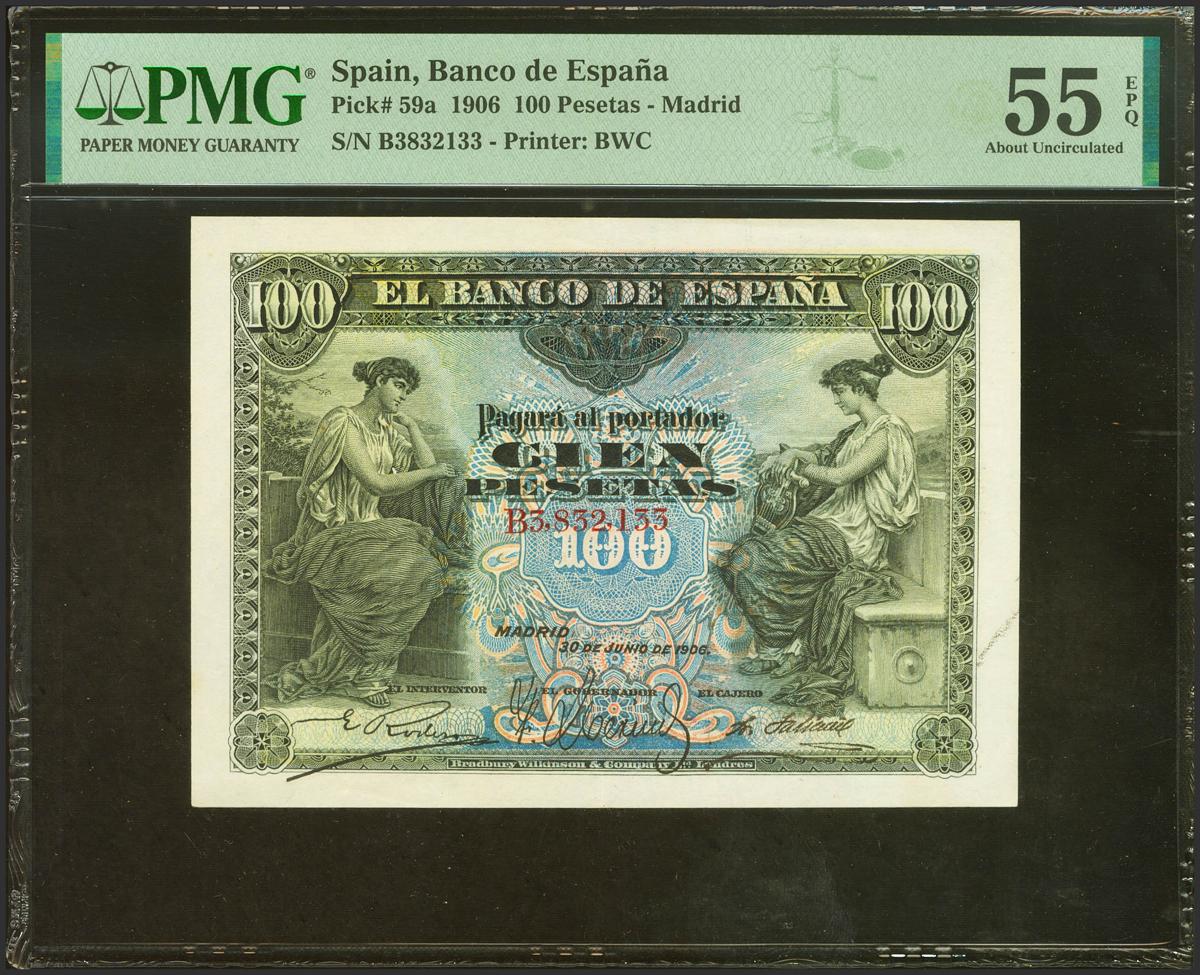 PMG®
PAPER MONEY GUARANTY
Spain, Banco de España
Pick# 59a 1906 100 Pesetas - Madrid
S/N B3832133 - Printer: BWC
55
EPQ
About Uncirculated
100 EL BANCO DE ESPAÑA 100
Pagará al portador
CIEN
PESETAS
B3,832,133
100
MADRID
30 DE JUNIO DE 1906.
EL INTERVENTOR EL GOBERNADOR EL CAJERO
Bradbury Wilkinson & Company Ld. Londres